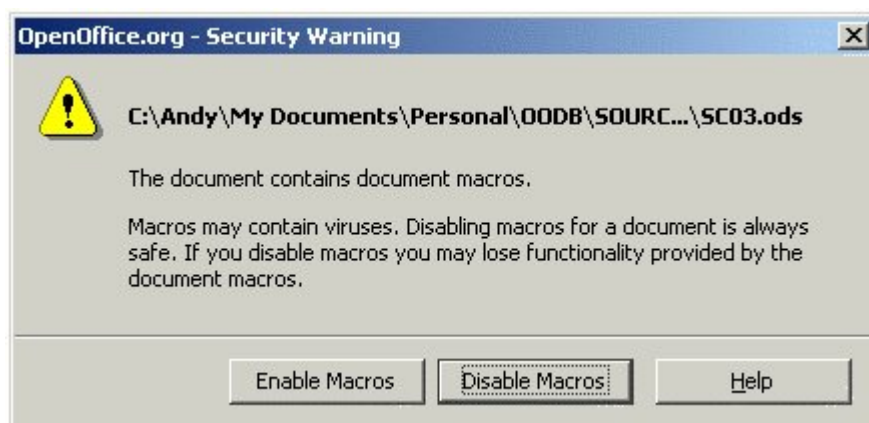 OpenOffice.org - Security Warning
C:\Andy\My Documents\Personal\OODB\SOURC...\SC03.ods
The document contains document macros.
Macros may contain viruses. Disabling macros for a document is always
safe. If you disable macros you may lose functionality provided by the
document macros.
Enable Macros Disable Macros Help